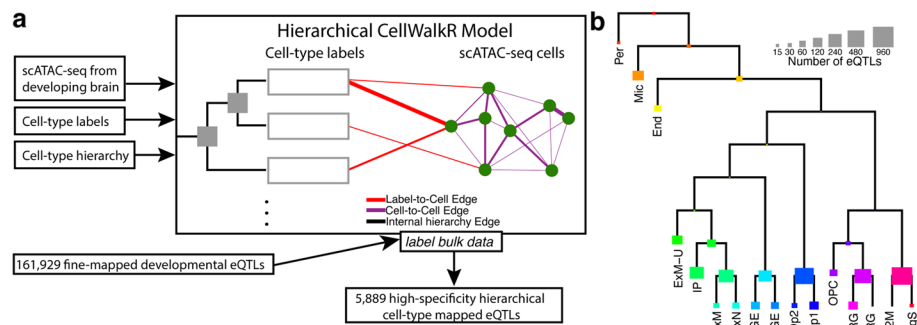 a
Hierarchical CellWalkR Model
Cell-type labels
scATAC-seq cells
scATAC-seq from
developing brain
Cell-type labels
Cell-type hierarchy
Label-to-Cell Edge
Cell-to-Cell Edge
Internal hierarchy Edge
label bulk data
161,929 fine-mapped developmental eQTLs
5,889 high-specificity hierarchical
cell-type mapped eQTLs
b
15 30 60 120 240 480 960
Number of eQTLs
Per
Mic
End
ExM-U
IP
OPC